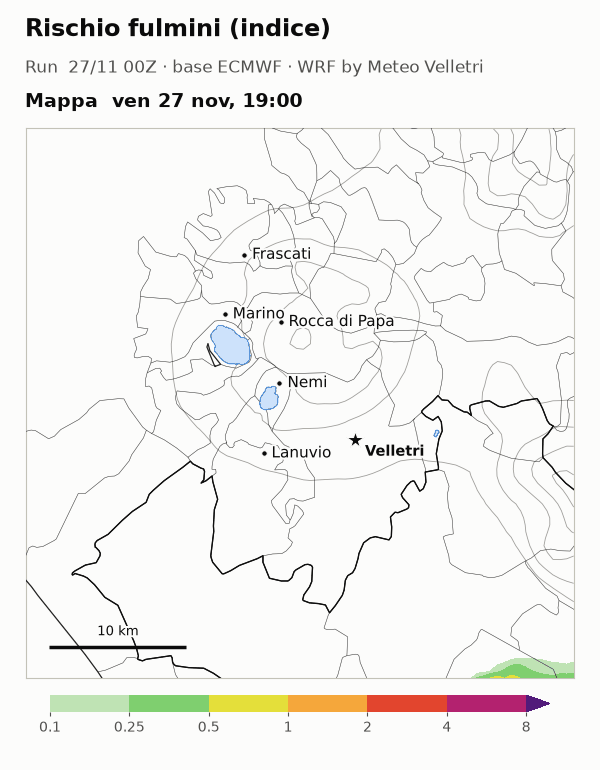 Rischio fulmini (indice)
Run  27/11 00Z · base ECMWF · WRF by Meteo Velletri
Mappa  ven 27 nov, 19:00
Frascati
Marino
Rocca di Papa
Nemi
Velletri
Lanuvio
10 km
0.1 0.25 0.5 1 2 4 8